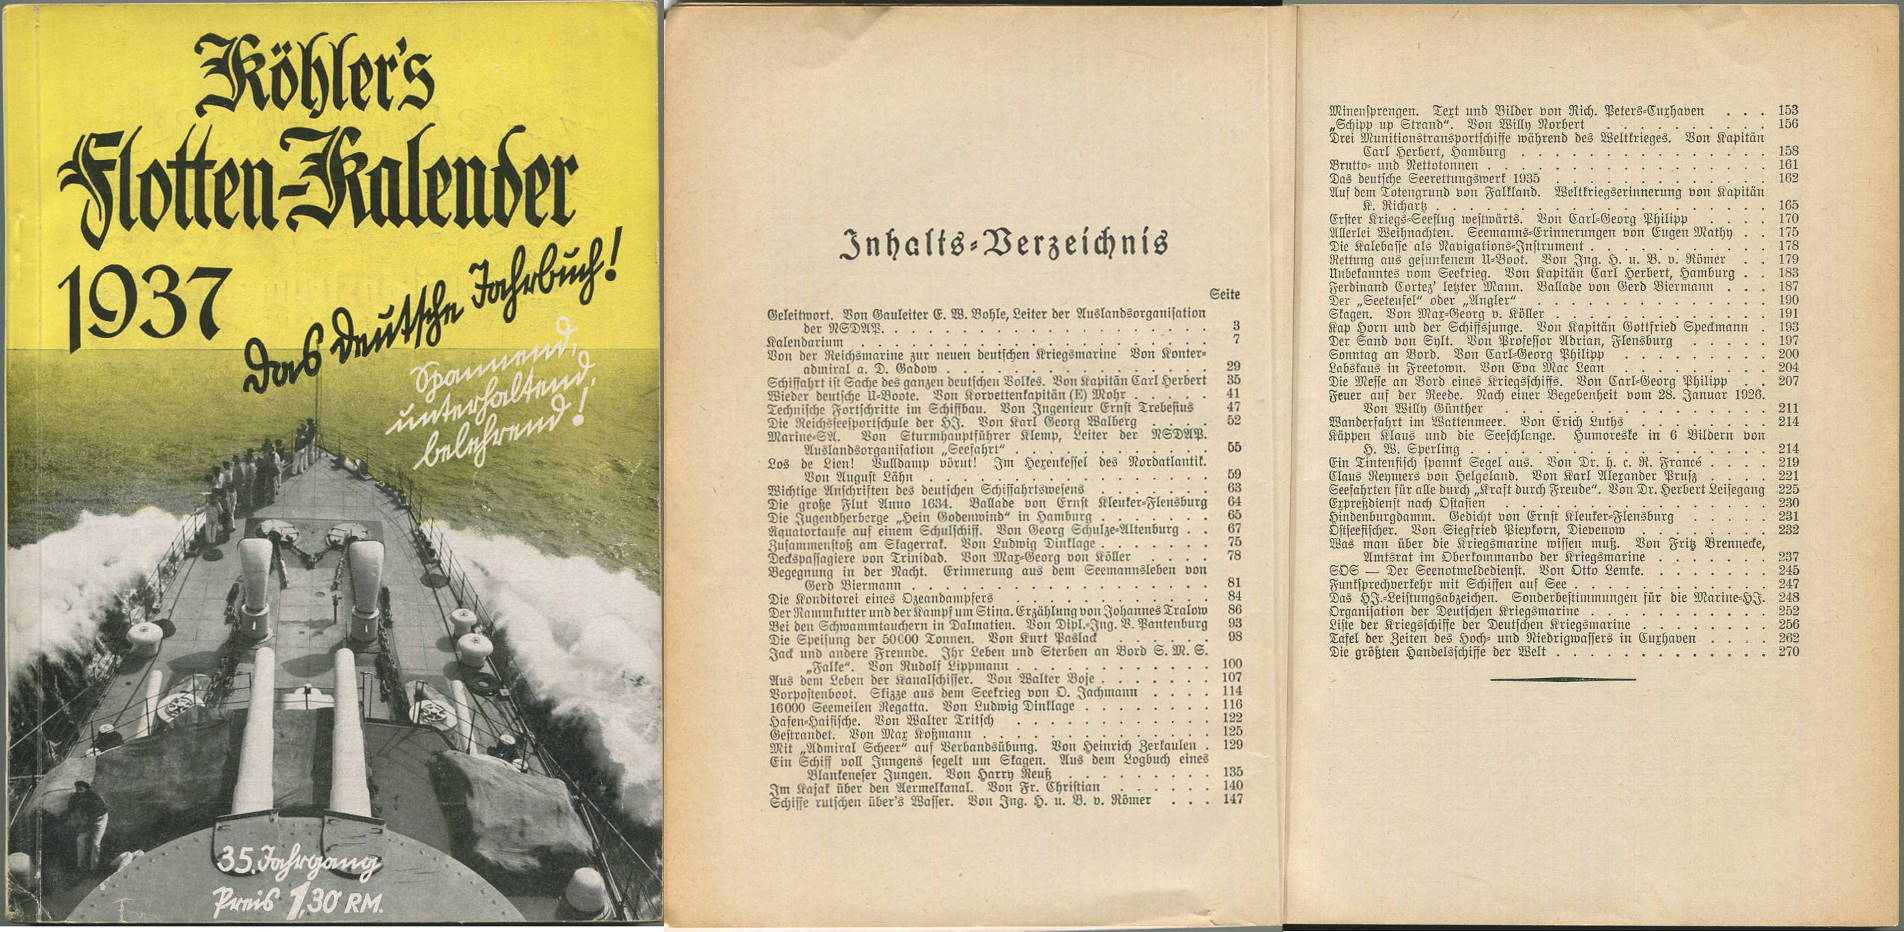 Köhler's
Flotten-Kalender
1937
Das deutsche Jahrbuch!
Spannend,
unterhaltend,
belehrend!
35. Jahrgang
Preis 1,30 RM.
Inhalts-Verzeichnis
Seite
Geleitwort. Von Gauleiter E. W. Bohle, Leiter der Auslandsorganisation
der NSDAP. . . . 3
Kalendarium . . . 7
Von der Reichsmarine zur neuen deutschen Kriegsmarine Von Konter-
admiral a. D. Gadow . . . 29
Schiffahrt ist Sache des ganzen deutschen Volkes. Von Kapitän Carl Herbert 35
Wieder deutsche U-Boote. Von Korvettenkapitän (E) Mohr . . . 41
Technische Fortschritte im Schiffbau. Von Ingenieur Ernst Trebesius 47
Die Reichsseesportschule der HJ. Von Karl Georg Walberg . . . 52
Marine-SA. Von Sturmhauptführer Klemp, Leiter der NSDAP.
Auslandsorganisation „Seefahrt“ . . . 55
Los de Lien! Vulldamp vörut! Im Hexenkessel des Nordatlantik.
Von August Lähn . . . 59
Wichtige Anschriften des deutschen Schiffahrtswesens . . . 63
Die große Flut Anno 1634. Ballade von Ernst Kleuker-Flensburg 64
Die Jugendherberge „Hein Godenwind“ in Hamburg . . . 65
Äquatortaufe auf einem Schulschiff. Von Georg Schulze-Altenburg . . 67
Zusammenstoß am Skagerrak. Von Ludwig Dinklage . . . 75
Deckspassagiere von Trinidad. Von Max-Georg von Köller . . . 78
Begegnung in der Nacht. Erinnerung aus dem Seemannsleben von
Gerd Biermann . . . 81
Die Konditorei eines Ozeandampfers . . . 84
Der Rammkutter und der Kampf um Stina. Erzählung von Johannes Tralow 86
Bei den Schwammtauchern in Dalmatien. Von Dipl.-Ing. V. Pantenburg 93
Die Speisung der 50000 Tonnen. Von Kurt Paslack . . . 98
Jack und andere Freunde. Ihr Leben und Sterben an Bord S. M. S.
„Falke“. Von Rudolf Lippmann . . . 100
Aus dem Leben der Kanalschiffer. Von Walter Boje . . . 107
Vorpostenboot. Skizze aus dem Seekrieg von O. Jachmann . . . 114
16000 Seemeilen Regatta. Von Ludwig Dinklage . . . 116
Hafen-Haifische. Von Walter Tritsch . . . 122
Gestrandet. Von Max Koßmann . . . 125
Mit „Admiral Scheer“ auf Verbandsübung. Von Heinrich Zerkaulen . 129
Ein Schiff voll Jungens segelt um Skagen. Aus dem Logbuch eines
Blankeneser Jungen. Von Harry Reuß . . . 135
Im Kajak über den Aermelkanal. Von Fr. Christian . . . 140
Schiffe rutschen über's Wasser. Von Ing. H. u. B. v. Römer . . . 147
Minensprengen. Text und Bilder von Rich. Peters-Cuxhaven . . . 153
„Schipp up Strand“. Von Willy Norbert . . . 156
Drei Munitionstransportschiffe während des Weltkrieges. Von Kapitän
Carl Herbert, Hamburg . . . 158
Brutto- und Nettotonnen . . . 161
Das deutsche Seerettungswerk 1935 . . . 162
Auf dem Totengrund von Falkland. Weltkriegserinnerung von Kapitän
K. Richartz . . . 165
Erster Kriegs-Seeflug westwärts. Von Carl-Georg Philipp . . . 170
Allerlei Weihnachten. Seemanns-Erinnerungen von Eugen Mathy . . 175
Die Kalebasse als Navigations-Instrument . . . 178
Rettung aus gesunkenem U-Boot. Von Ing. H. u. B. v. Römer . . 179
Unbekanntes vom Seekrieg. Von Kapitän Carl Herbert, Hamburg . . 183
Ferdinand Cortez' letzter Mann. Ballade von Gerd Biermann . . . 187
Der „Seeteufel“ oder „Angler“ . . . 190
Skagen. Von Max-Georg v. Köller . . . 191
Kap Horn und der Schiffsjunge. Von Kapitän Gottfried Speckmann . 193
Der Sand von Sylt. Von Professor Adrian, Flensburg . . . 197
Sonntag an Bord. Von Carl-Georg Philipp . . . 200
Labskaus in Freetown. Von Eva Mac Lean . . . 204
Die Messe an Bord eines Kriegsschiffs. Von Carl-Georg Philipp . . 207
Feuer auf der Reede. Nach einer Begebenheit vom 28. Januar 1926.
Von Willy Günther . . . 211
Wanderfahrt im Wattenmeer. Von Erich Luths . . . 214
Käppen Klaus und die Seeschlange. Humoreske in 6 Bildern von
H. W. Sperling . . . 214
Ein Tintenfisch spannt Segel aus. Von Dr. h. c. R. Francé . . . 219
Claus Reymers von Helgoland. Von Karl Alexander Prusz . . . 221
Seefahrten für alle durch „Kraft durch Freude“. Von Dr. Herbert Leisegang 225
Expreßdienst nach Ostasien . . . 230
Hindenburgdamm. Gedicht von Ernst Kleuker-Flensburg . . . 231
Ostseefischer. Von Siegfried Piepkorn, Dievenow . . . 232
Was man über die Kriegsmarine wissen muß. Von Fritz Brennecke,
Amtsrat im Oberkommando der Kriegsmarine . . . 237
SOS — Der Seenotmeldedienst. Von Otto Lemke. . . . 245
Funksprechverkehr mit Schiffen auf See . . . 247
Das HJ.-Leistungsabzeichen. Sonderbestimmungen für die Marine-HJ. 248
Organisation der Deutschen Kriegsmarine . . . 252
Liste der Kriegsschiffe der Deutschen Kriegsmarine . . . 256
Tafel der Zeiten des Hoch- und Niedrigwassers in Cuxhaven . . . 262
Die größten Handelsschiffe der Welt . . . 270